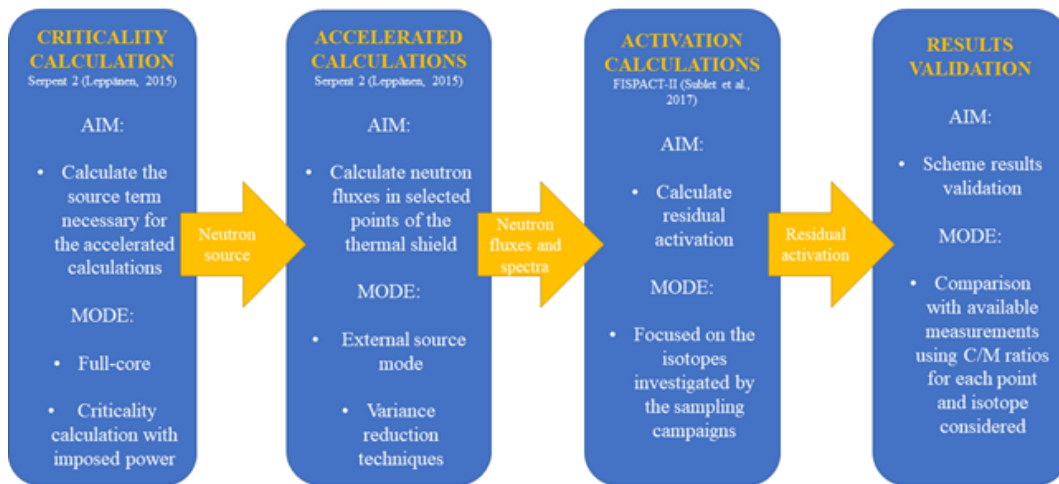 CRITICALITY
CALCULATION
Serpent 2 (Leppänen, 2015)
AIM:
• Calculate the
source term
necessary for
the accelerated
calculations
MODE:
• Full-core
• Criticality
calculation with
imposed power
Neutron
source
ACCELERATED
CALCULATIONS
Serpent 2 (Leppänen, 2015)
AIM:
• Calculate neutron
fluxes in selected
points of the
thermal shield
MODE:
• External source
mode
• Variance
reduction
techniques
Neutron
fluxes and
spectra
ACTIVATION
CALCULATIONS
FISPACT-II (Sublet et al.,
2017)
AIM:
• Calculate
residual
activation
MODE:
• Focused on the
isotopes
investigated by
the sampling
campaigns
Residual
activation
RESULTS
VALIDATION
AIM:
• Scheme results
validation
MODE:
• Comparison
with available
measurements
using C/M ratios
for each point
and isotope
considered